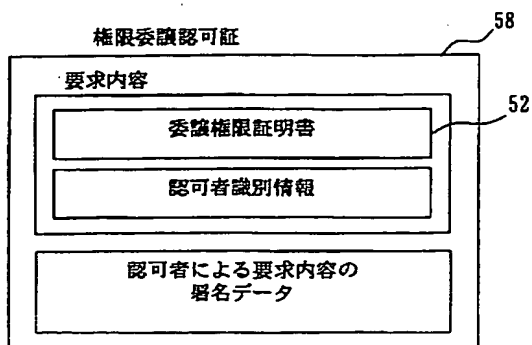 58
権限委譲認可証
要求内容
52
委譲権限証明書
認可者識別情報
認可者による要求内容の
署名データ